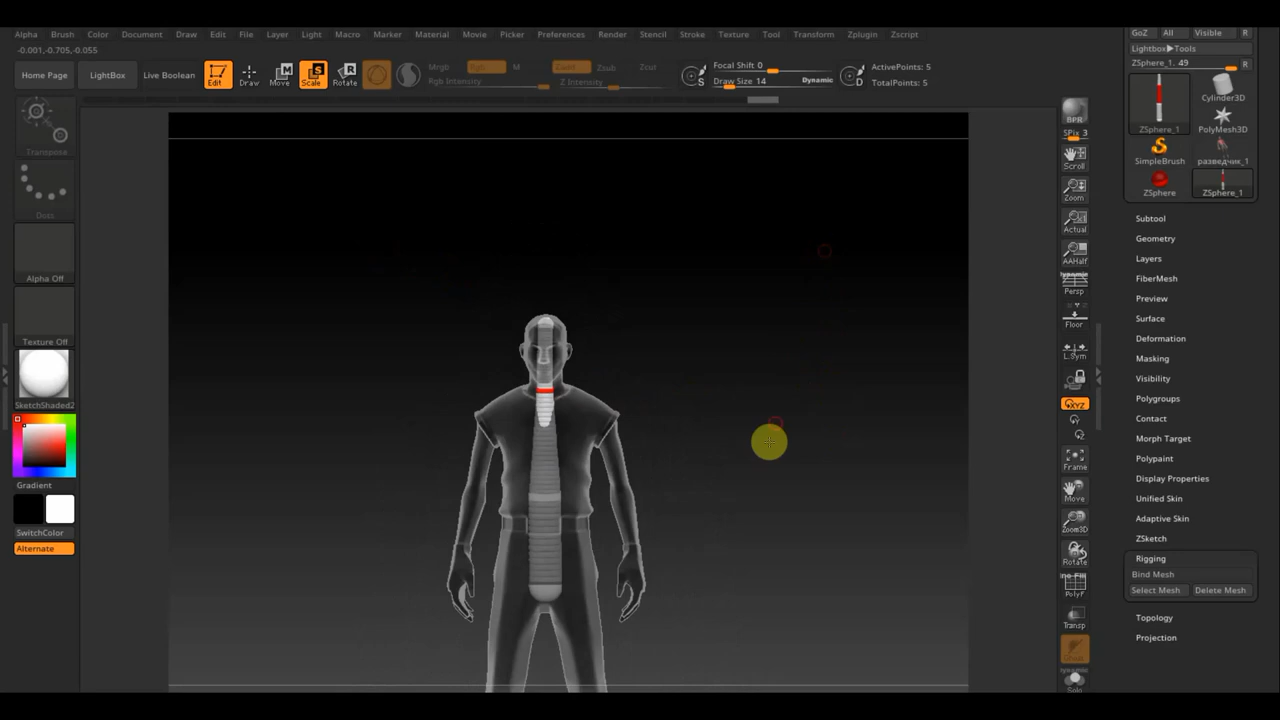 Alpha Brush Color Document Draw Edit File Layer Light Macro Marker Material Movie Picker Preferences Render Stencil Stroke Texture Tool Transform Zplugin Zscript
-0.001,-0.705,-0.055
Home Page LightBox Live Boolean Edit Draw Move Scale Rotate
Mrgb Rgb M Zadd Zsub Zcut
Rgb Intensity Z Intensity
Focal Shift 0
Draw Size 14 Dynamic
ActivePoints: 5
TotalPoints: 5
GoZ All Visible R
Lightbox▶Tools
ZSphere_1. 49 R
ZSphere_1 Cylinder3D
PolyMesh3D
SimpleBrush разведчик_1
ZSphere ZSphere_1
Transpose
Dots
Alpha Off
Texture Off
SketchShaded2
Gradient
SwitchColor
Alternate
BPR
SPix 3
Scroll
Zoom
Actual
AAHalf
Dynamic
Persp
Floor
L.Sym
XYZ
Y
Z
Frame
Move
Zoom3D
Rotate
Line Fill
PolyF
Transp
Ghost
Dynamic
Solo
Subtool
Geometry
Layers
FiberMesh
Preview
Surface
Deformation
Masking
Visibility
Polygroups
Contact
Morph Target
Polypaint
Display Properties
Unified Skin
Adaptive Skin
ZSketch
Rigging
Bind Mesh
Select Mesh Delete Mesh
Topology
Projection